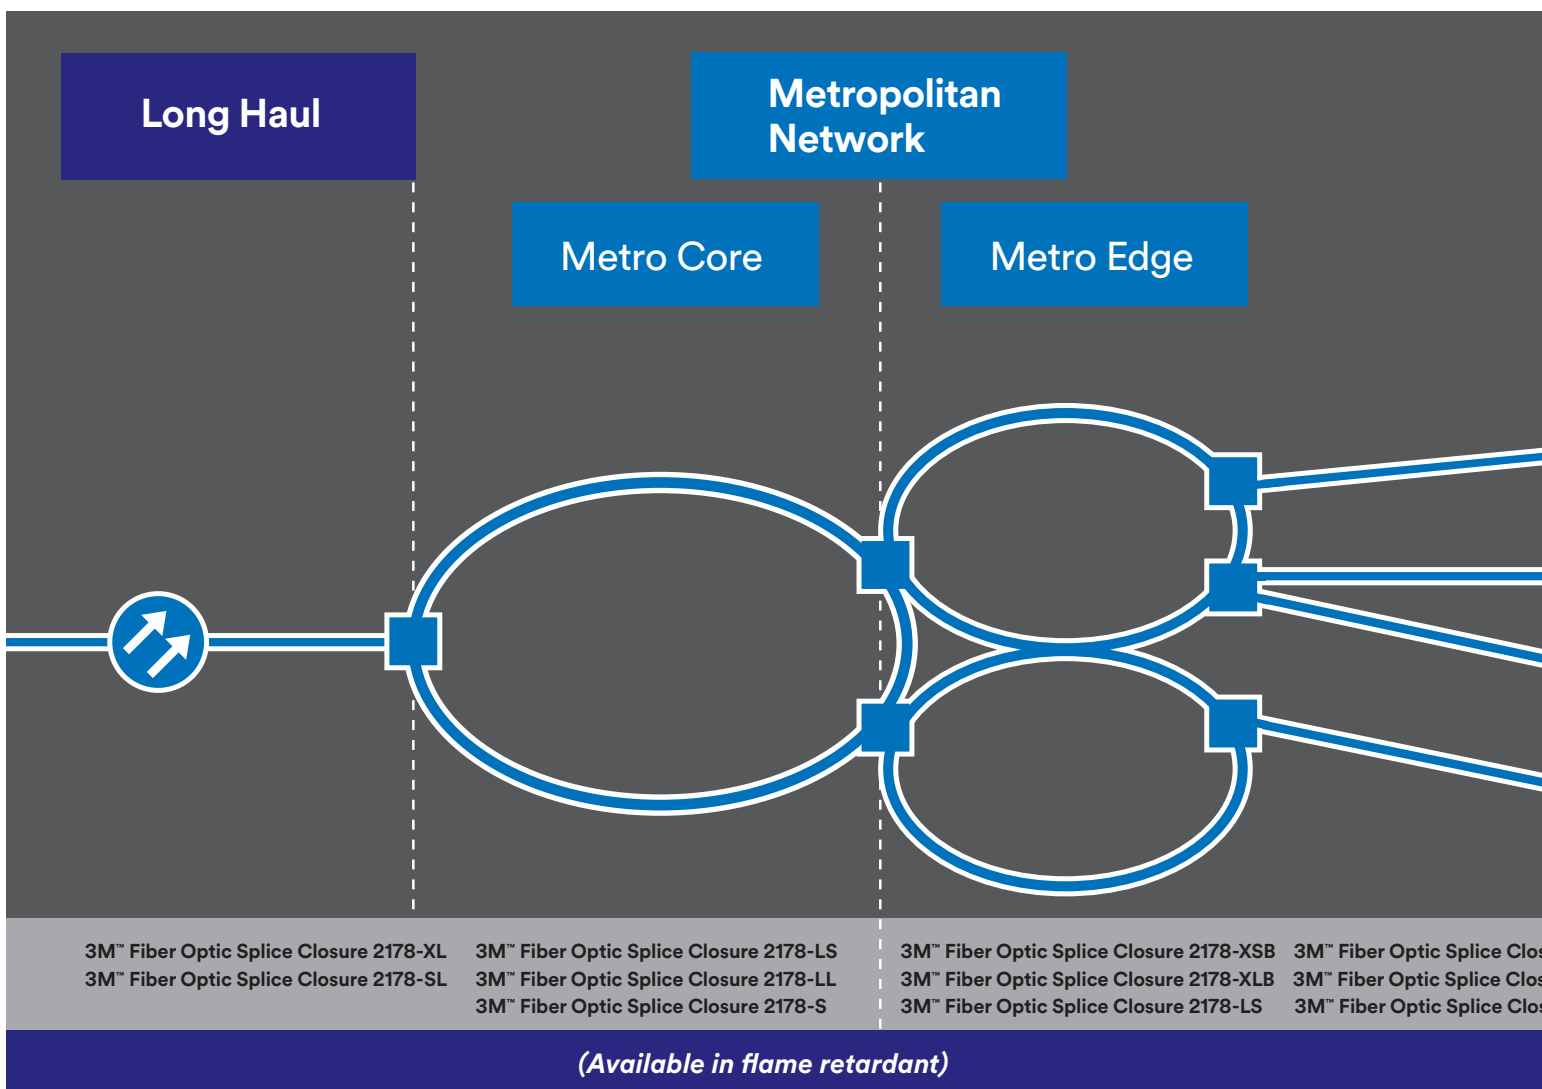 Long Haul
Metropolitan
Network
Metro Core
Metro Edge
3M™ Fiber Optic Splice Closure 2178-XL
3M™ Fiber Optic Splice Closure 2178-SL
3M™ Fiber Optic Splice Closure 2178-LS
3M™ Fiber Optic Splice Closure 2178-LL
3M™ Fiber Optic Splice Closure 2178-S
3M™ Fiber Optic Splice Closure 2178-XSB
3M™ Fiber Optic Splice Closure 2178-XLB
3M™ Fiber Optic Splice Closure 2178-LS
3M™ Fiber Optic Splice
3M™ Fiber Optic Splice
3M™ Fiber Optic Splice
(Available in flame retardant)